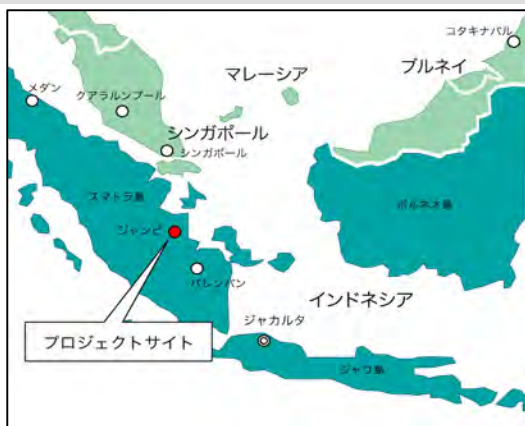 コタキナバル
マレーシア
ブルネイ
メダン
クアラルンプール
シンガポール
シンガポール
スマトラ島
ボルネオ島
ジャンビ
パレンバン
インドネシア
ジャカルタ
プロジェクトサイト
ジャワ島